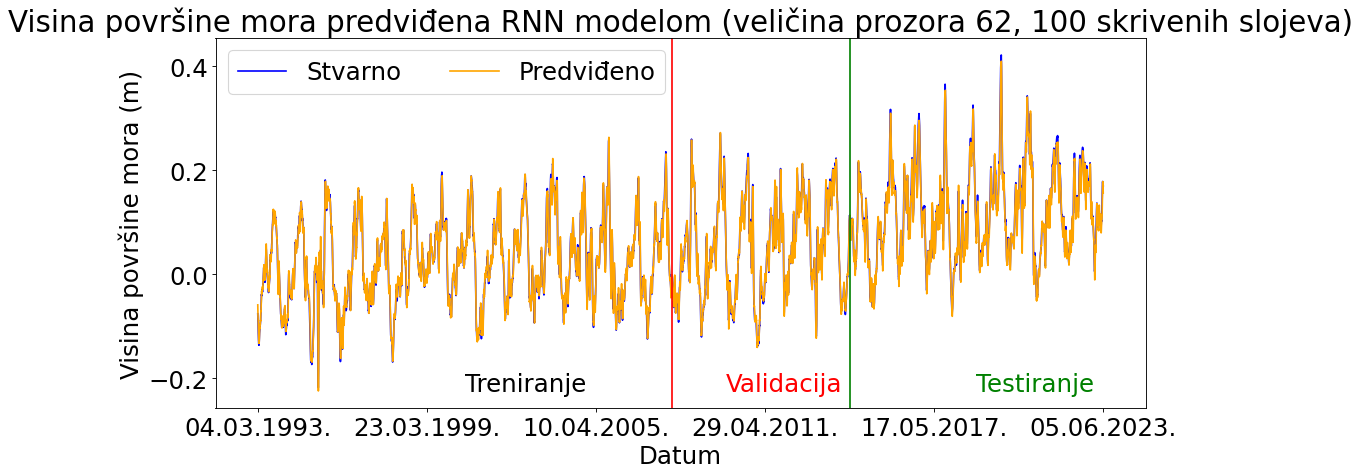 Visina površine mora predviđena RNN modelom (veličina prozora 62, 100 skrivenih slojeva)
Stvarno
Predviđeno
Visina površine mora (m)
0.4
0.2
0.0
−0.2
Treniranje
Validacija
Testiranje
04.03.1993.
23.03.1999.
10.04.2005.
29.04.2011.
17.05.2017.
05.06.2023.
Datum